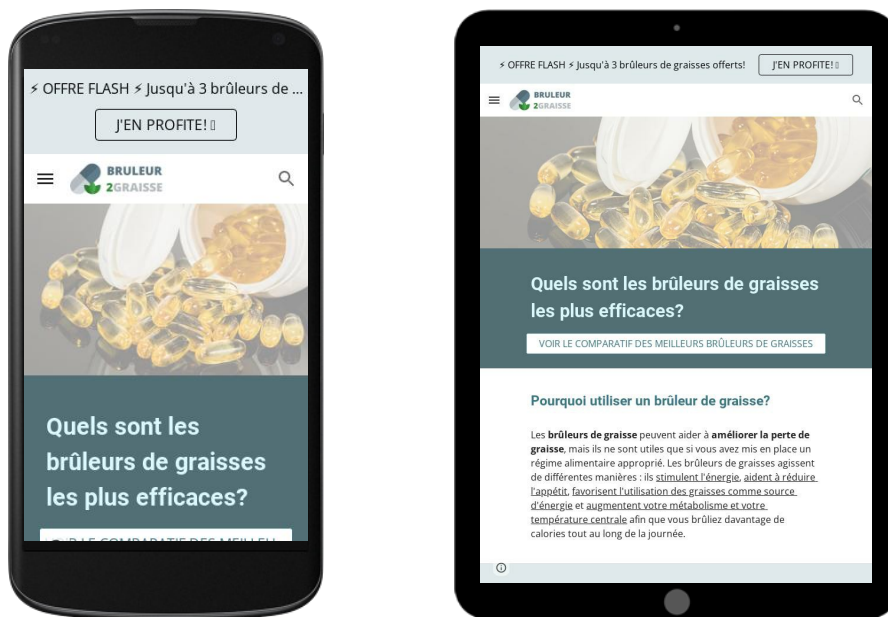 ⚡ OFFRE FLASH ⚡ Jusqu'à 3 brûleurs de ...
J'EN PROFITE!
BRULEUR
2GRAISSE
Quels sont les
brûleurs de graisses
les plus efficaces?
⚡ OFFRE FLASH ⚡ Jusqu'à 3 brûleurs de graisses offerts!
J'EN PROFITE!
BRULEUR
2GRAISSE
Quels sont les brûleurs de graisses
les plus efficaces?
VOIR LE COMPARATIF DES MEILLEURS BRÛLEURS DE GRAISSES
Pourquoi utiliser un brûleur de graisse?
Les brûleurs de graisse peuvent aider à améliorer la perte de
graisse, mais ils ne sont utiles que si vous avez mis en place un
régime alimentaire approprié. Les brûleurs de graisses agissent
de différentes manières : ils stimulent l'énergie, aident à réduire
l'appétit, favorisent l'utilisation des graisses comme source
d'énergie et augmentent votre métabolisme et votre
température centrale afin que vous brûliez davantage de
calories tout au long de la journée.